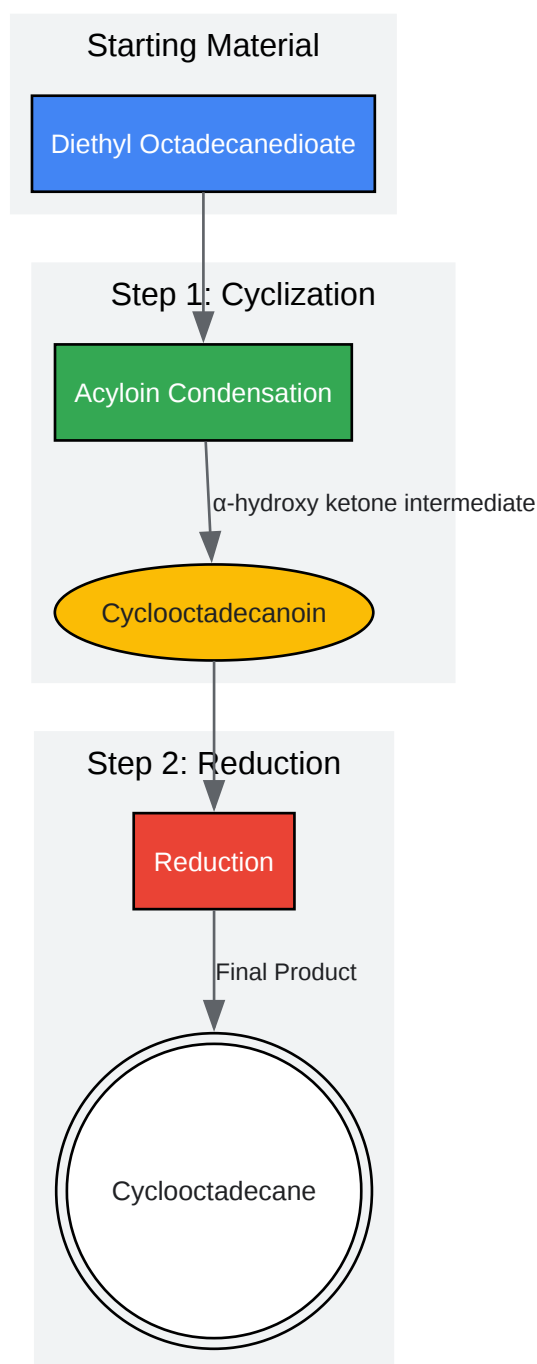 Starting Material
Diethyl Octadecanedioate
Step 1: Cyclization
Acyloin Condensation
α-hydroxy ketone intermediate
Cyclooctadecanoin
Step 2: Reduction
Reduction
Final Product
Cyclooctadecane